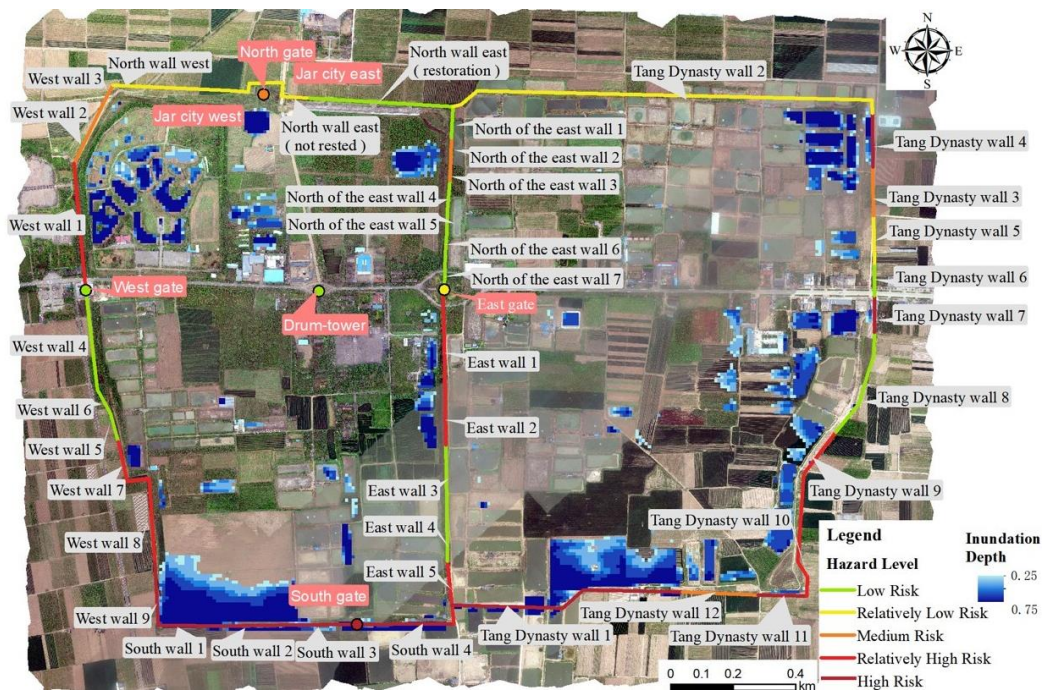 N
W
E
S
North wall west
North gate
North wall east
( restoration )
Tang Dynasty wall 2
West wall 3
Jar city east
West wall 2
Jar city west
North wall east
( not rested )
North of the east wall 1
North of the east wall 2
North of the east wall 3
North of the east wall 4
North of the east wall 5
North of the east wall 6
North of the east wall 7
Tang Dynasty wall 4
Tang Dynasty wall 3
Tang Dynasty wall 5
Tang Dynasty wall 6
Tang Dynasty wall 7
West wall 1
West gate
Drum-tower
East gate
West wall 4
East wall 1
West wall 6
East wall 2
Tang Dynasty wall 8
West wall 5
West wall 7
East wall 3
Tang Dynasty wall 9
West wall 8
East wall 4
Tang Dynasty wall 10
East wall 5
West wall 9
South gate
South wall 1
South wall 2
South wall 3
South wall 4
Tang Dynasty wall 1
Tang Dynasty wall 12
Tang Dynasty wall 11
Legend
Hazard Level
Low Risk
Relatively Low Risk
Medium Risk
Relatively High Risk
High Risk
Inundation
Depth
0.25
0.75
0 0.1 0.2 0.4
km